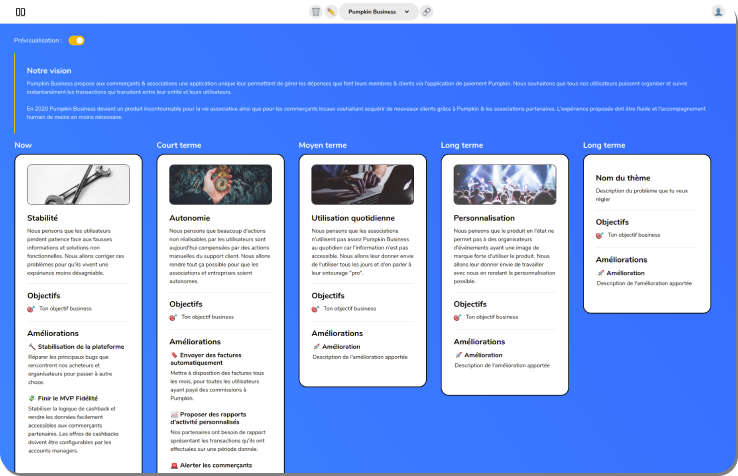 Pumpkin Business
Prévisualisation :
Notre vision
Pumpkin Business propose aux commerçants & associations une application unique leur permettant de gérer les dépenses que font leurs membres & clients via l'application de paiement Pumpkin. Nous souhaitons que tous nos utilisateurs puissent organiser et suivre
instantanément les transactions qui transitent entre leur entité et leurs utilisateurs.
En 2020 Pumpkin Business devient un produit incontournable pour la vie associative ainsi que pour les commerçants locaux souhaitant acquérir de nouveaux clients grâce à Pumpkin & les associations partenaires. L'expérience proposée doit être fluide et l'accompagnement
humain de moins en moins nécessaire.
Now
Stabilité
Nous pensons que les utilisateurs
perdent patience face aux fausses
informations et solutions non
fonctionnelles. Nous allons corriger ces
problèmes pour qu'ils vivent une
expérience moins désagréable.
Objectifs
Ton objectif business
Améliorations
Stabilisation de la plateforme
Réparer les principaux bugs que
rencontrent nos acheteurs et
organisateurs pour passer à autre
chose.
Finir le MVP Fidélité
Stabiliser la logique de cashback et
rendre les données facilement
accessibles aux commerçants
partenaires. Les offres de cashbacks
doivent être configurables par les
accounts managers.
Court terme
Autonomie
Nous pensons que beaucoup d'actions
non réalisables par les utilisateurs sont
aujourd'hui compensées par des actions
manuelles du support client. Nous allons
rendre tout ça possible pour que les
associations et entreprises soient
autonomes.
Objectifs
Ton objectif business
Améliorations
Envoyer des factures
automatiquement
Mettre à disposition des factures tous
les mois, pour toutes les utilisateurs
ayant payé des commissions à
Pumpkin.
Proposer des rapports
d'activité personnalisés
Nos partenaires ont besoin de rapport
représentant les transactions qu'ils ont
effectuées sur une période donnée.
Alerter les commerçants
Moyen terme
Utilisation quotidienne
Nous pensons que les associations
n'utilisent pas assez Pumpkin Business
au quotidien car l'information n'est pas
accessible. Nous allons leur donner envie
de l'utiliser tous les jours et d'en parler à
leur entourage "pro".
Objectifs
Ton objectif business
Améliorations
Amélioration
Description de l'amélioration apportée
Long terme
Personnalisation
Nous pensons que le produit en l'état ne
permet pas à des organisateurs
d'événements ayant une image de
marque forte d'utiliser le produit. Nous
allons leur donner envie de travailler
avec nous en rendant la personnalisation
possible.
Objectifs
Ton objectif business
Améliorations
Amélioration
Description de l'amélioration apportée
Long terme
Nom du thème
Description du problème que tu veux
régler
Objectifs
Ton objectif business
Améliorations
Amélioration
Description de l'amélioration apportée